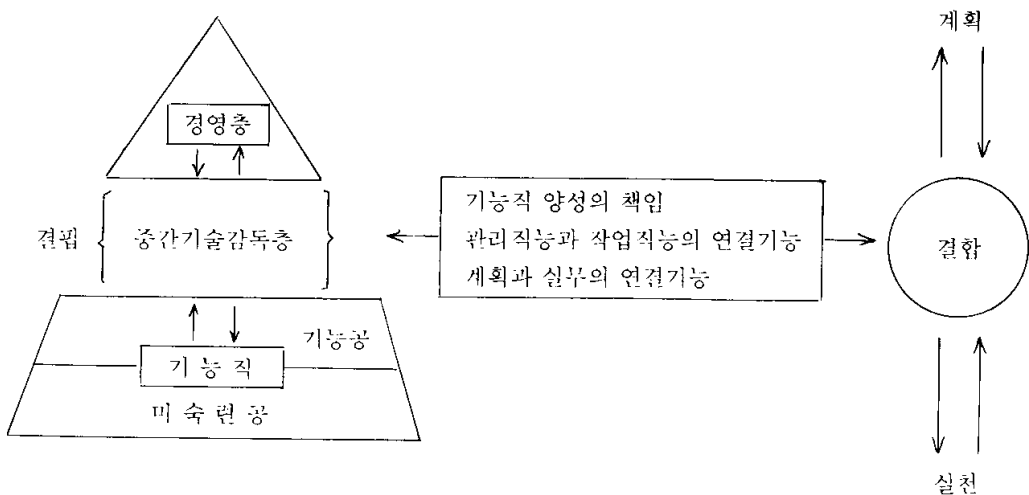 계획
경영층
결핍
중간기술감독층
기능직 양성의 책임
관리직능과 작업직능의 연결기능
계획과 실무의 연결기능
결합
기능공
기능직
미숙련공
실천